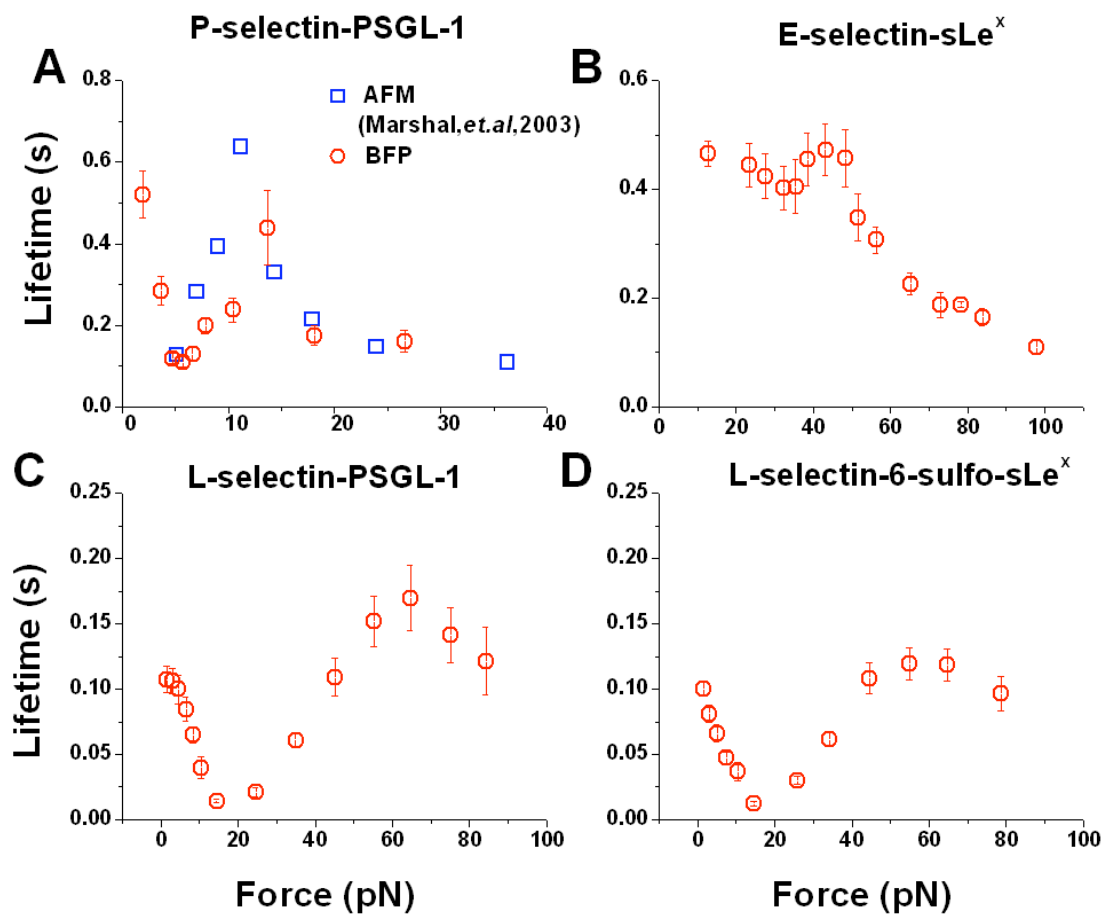 P-selectin-PSGL-1
E-selectin-sLeˣ
A
B
Lifetime (s)
0.8
0.6
0.4
0.2
0.0
AFM
(Marshal,et.al,2003)
BFP
0 10 20 30 40
0.6
0.4
0.2
0.0
0 20 40 60 80 100
C
L-selectin-PSGL-1
D
L-selectin-6-sulfo-sLeˣ
Lifetime (s)
0.25
0.20
0.15
0.10
0.05
0.00
0 20 40 60 80 100
0.25
0.20
0.15
0.10
0.05
0.00
0 20 40 60 80 100
Force (pN)
Force (pN)